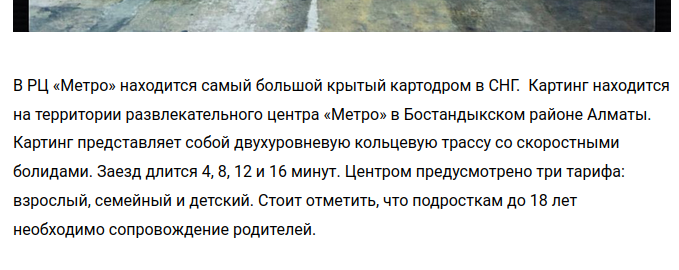 В РЦ «Метро» находится самый большой крытый картодром в СНГ.  Картинг находится
на территории развлекательного центра «Метро» в Бостандыкском районе Алматы.
Картинг представляет собой двухуровневую кольцевую трассу со скоростными
болидами. Заезд длится 4, 8, 12 и 16 минут. Центром предусмотрено три тарифа:
взрослый, семейный и детский. Стоит отметить, что подросткам до 18 лет
необходимо сопровождение родителей.